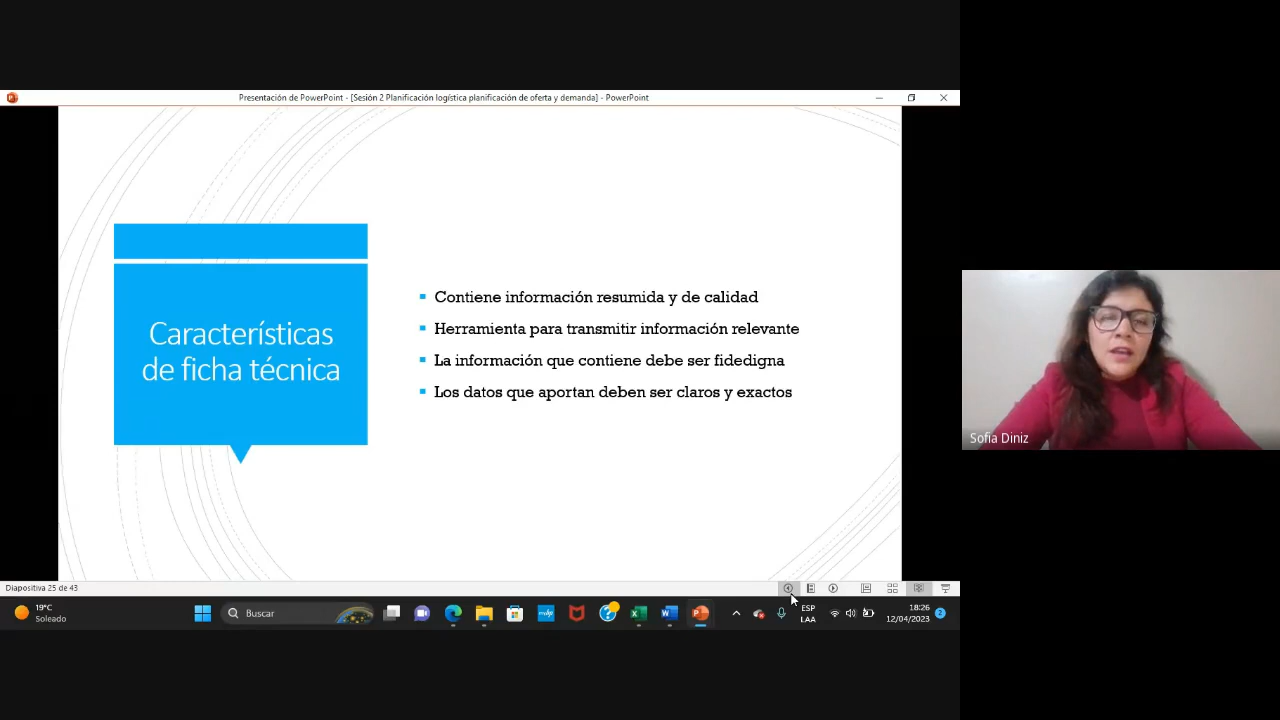 Presentación de PowerPoint - [Sesión 2 Planificación logística planificación de oferta y demanda] - PowerPoint
Características
de ficha técnica
Contiene información resumida y de calidad
Herramienta para transmitir información relevante
La información que contiene debe ser fidedigna
Los datos que aportan deben ser claros y exactos
Sofia Diniz
Diapositiva 25 de 43
19°C
Soleado
Buscar
ESP
LAA
18:26
12/04/2023
2